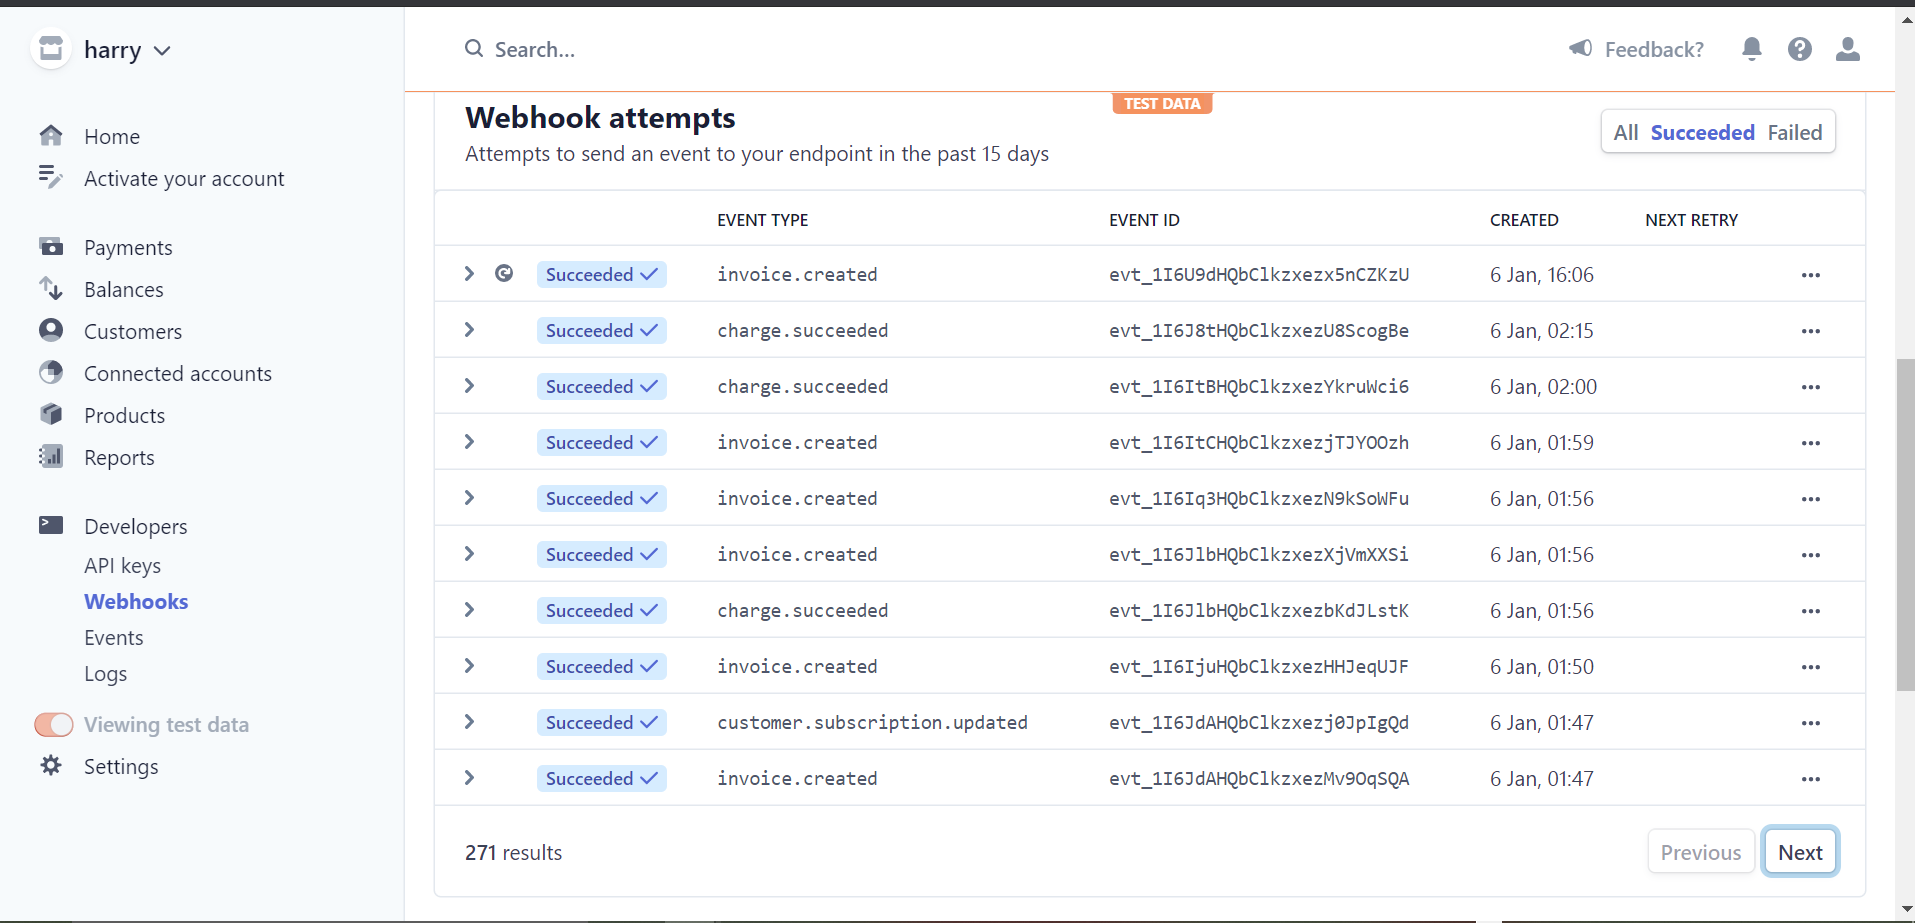 harry
Search...
Feedback?
Home
Activate your account
Payments
Balances
Customers
Connected accounts
Products
Reports
Developers
API keys
Webhooks
Events
Logs
Viewing test data
Settings
TEST DATA
Webhook attempts
Attempts to send an event to your endpoint in the past 15 days
All Succeeded Failed
EVENT TYPE EVENT ID CREATED NEXT RETRY
Succeeded invoice.created evt_1I6U9dHQbClkzxezx5nCZKzU 6 Jan, 16:06
Succeeded charge.succeeded evt_1I6J8tHQbClkzxezU8ScogBe 6 Jan, 02:15
Succeeded charge.succeeded evt_1I6ItBHQbClkzxezYkruWci6 6 Jan, 02:00
Succeeded invoice.created evt_1I6ItCHQbClkzxezjTJYOOzh 6 Jan, 01:59
Succeeded invoice.created evt_1I6Iq3HQbClkzxezN9kSoWFu 6 Jan, 01:56
Succeeded invoice.created evt_1I6JlbHQbClkzxezXjVmXXSi 6 Jan, 01:56
Succeeded charge.succeeded evt_1I6JlbHQbClkzxezbKdJLstK 6 Jan, 01:56
Succeeded invoice.created evt_1I6IjuHQbClkzxezHHJeqUJF 6 Jan, 01:50
Succeeded customer.subscription.updated evt_1I6JdAHQbClkzxezj0JpIgQd 6 Jan, 01:47
Succeeded invoice.created evt_1I6JdAHQbClkzxezMv9OqSQA 6 Jan, 01:47
271 results
Previous Next